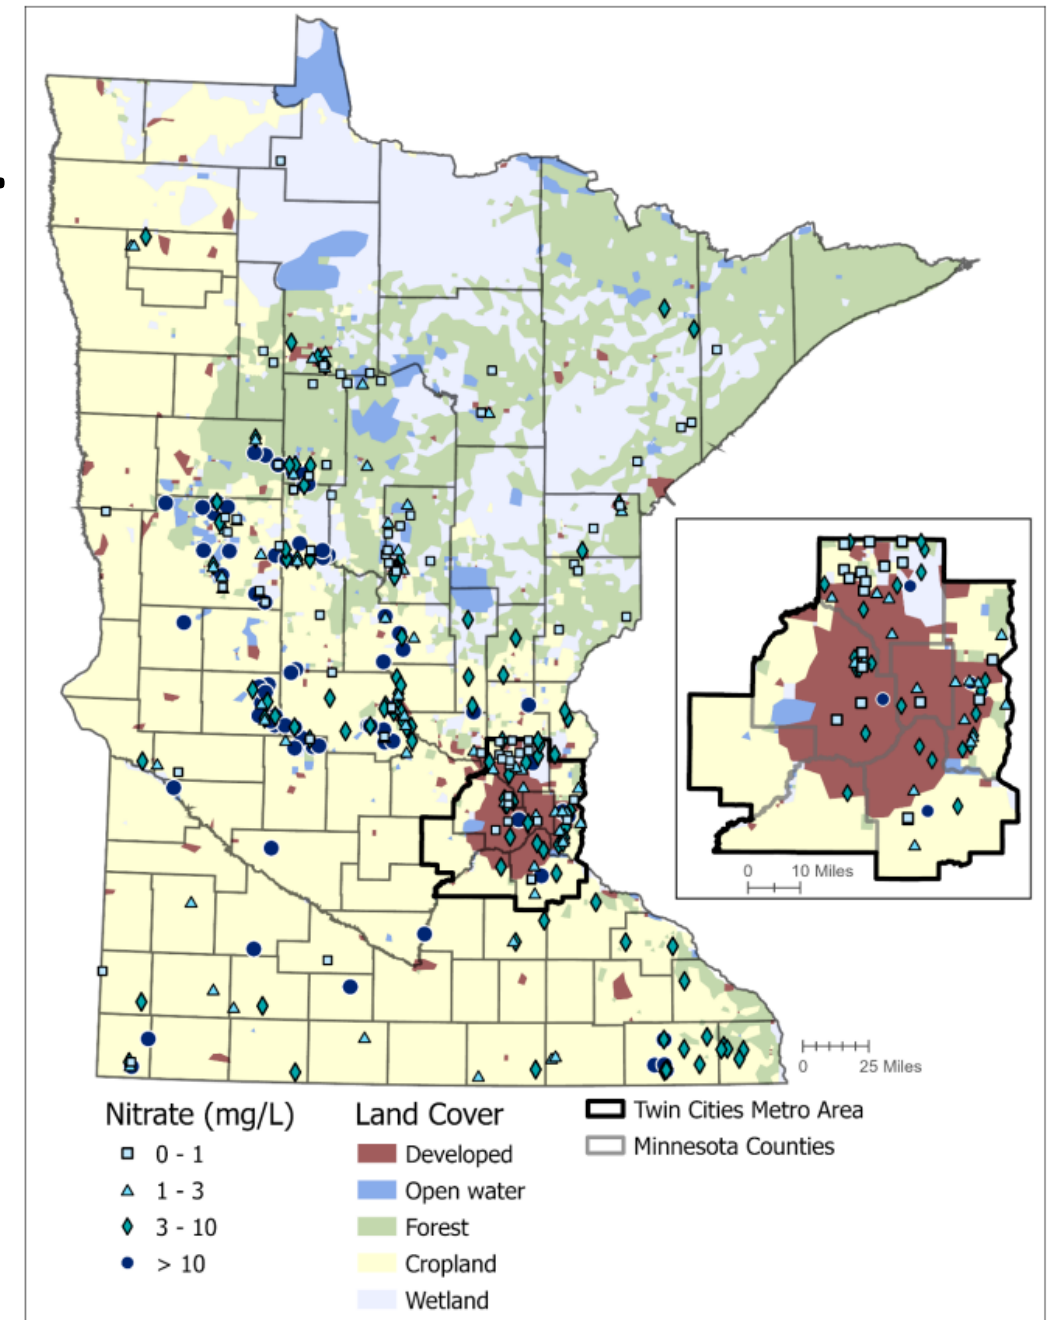 0 10 Miles
0 25 Miles
Nitrate (mg/L)
0 - 1
1 - 3
3 - 10
> 10
Land Cover
Developed
Open water
Forest
Cropland
Wetland
Twin Cities Metro Area
Minnesota Counties